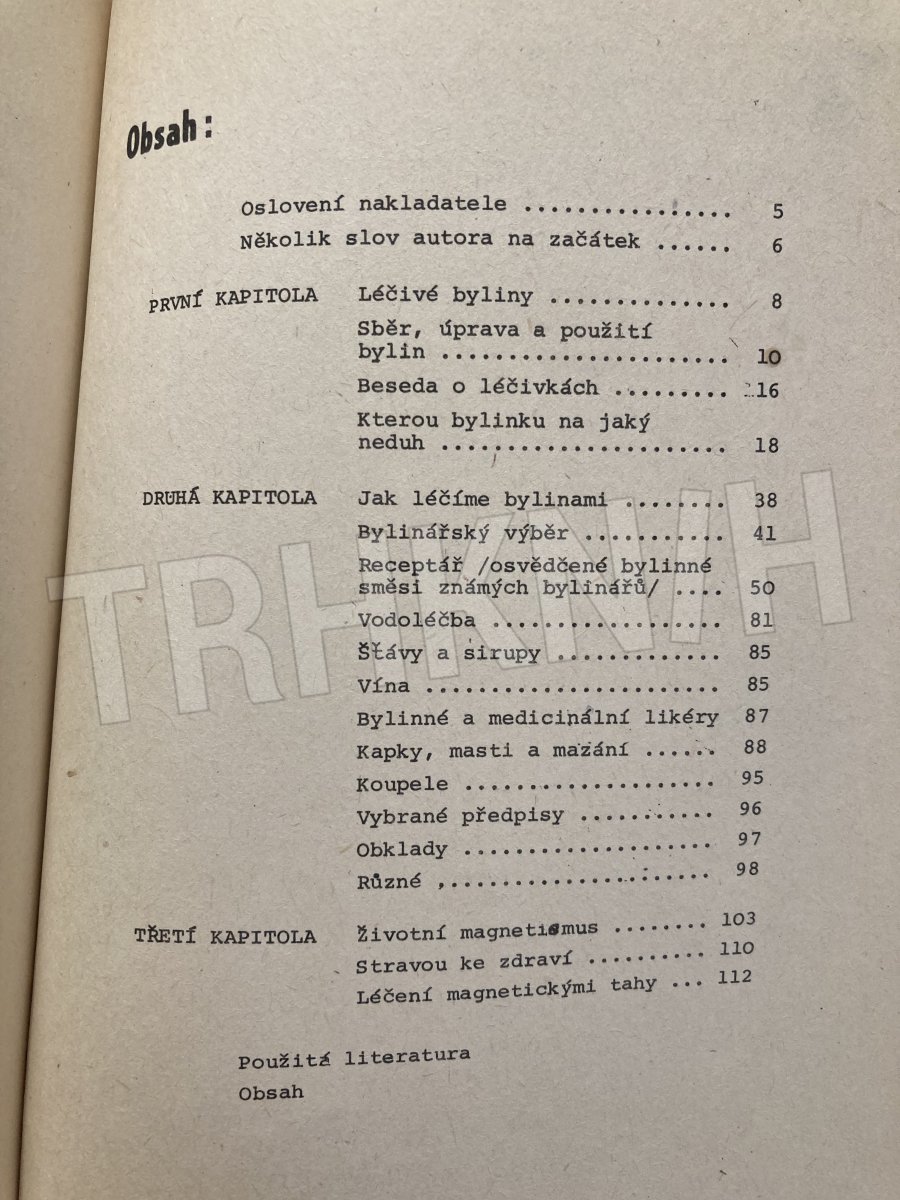 Obsah:
Oslovení nakladatele ................ 5
Několik slov autora na začátek ...... 6
PRVNÍ KAPITOLA Léčivé byliny .............. 8
Sběr, úprava a použití
bylin ...................... 10
Beseda o léčivkách ......... 16
Kterou bylinku na jaký
neduh ...................... 18
DRUHÁ KAPITOLA Jak léčíme bylinami ........ 38
Bylinářský výběr ........... 41
Receptář /osvědčené bylinné
směsi známých bylinářů/ .... 50
Vodoléčba .................. 81
Šťávy a sirupy ............. 85
Vína ....................... 85
Bylinné a medicinální likéry 87
Kapky, masti a mazání ...... 88
Koupele .................... 95
Vybrané předpisy ........... 96
Obklady .................... 97
Různé ...................... 98
TŘETÍ KAPITOLA Životní magnetismus ........ 103
Stravou ke zdraví .......... 110
Léčení magnetickými tahy ... 112
Použitá literatura
Obsah
TRHKNIH